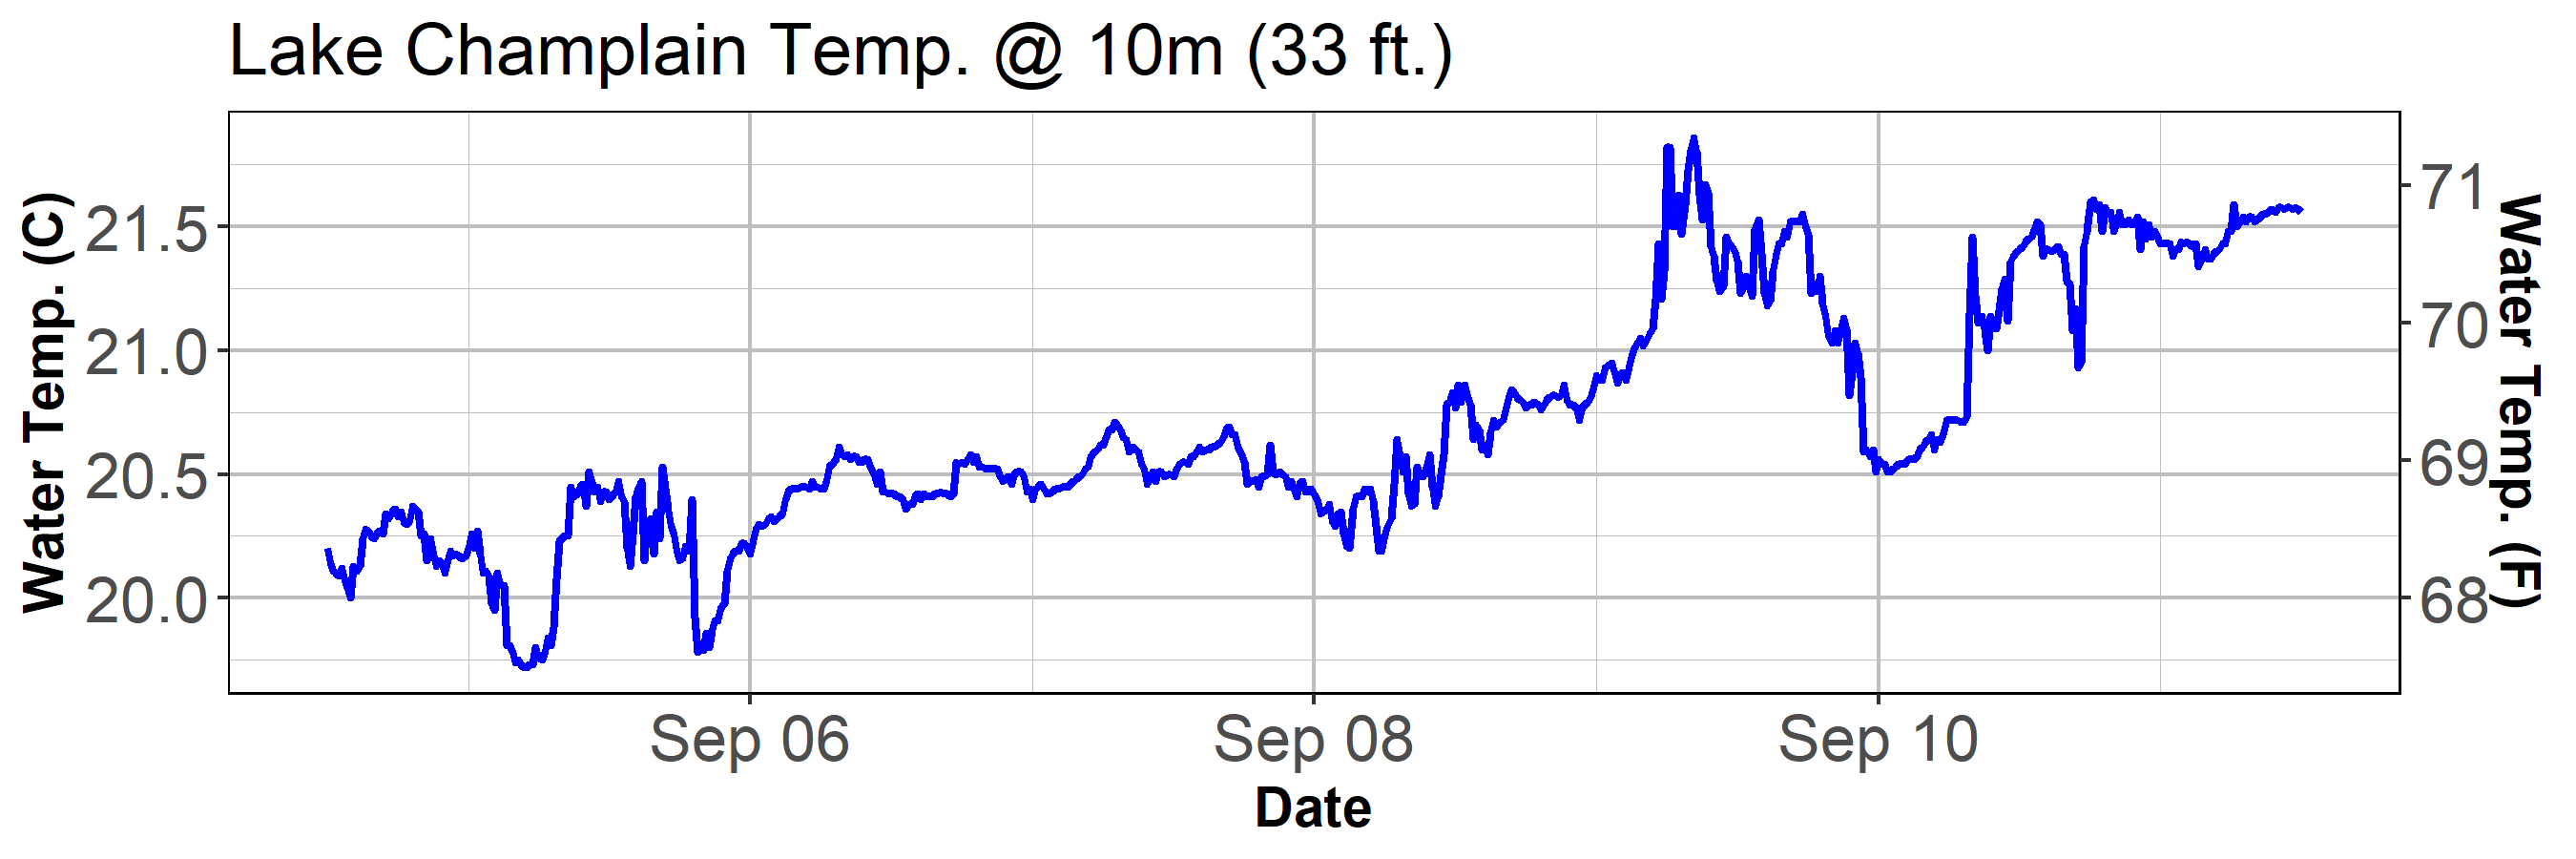 Lake Champlain Temp. @ 10m (33 ft.)
Water Temp. (C)
21.5
21.0
20.5
20.0
71
70
69
68
Water Temp. (F)
Sep 06
Sep 08
Sep 10
Date